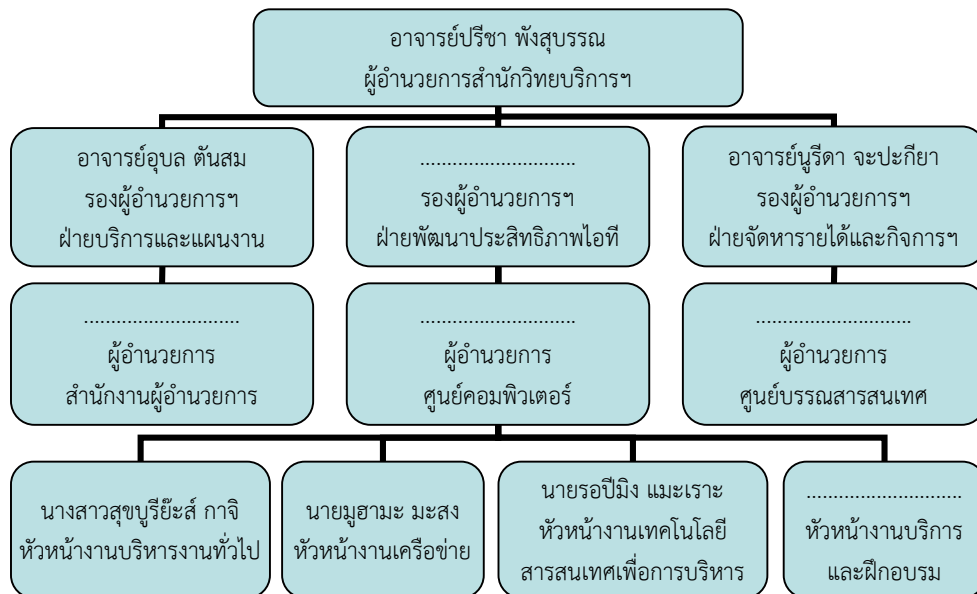 อาจารย์ปรีชา พังสุบรรณ
ผู้อำนวยการสำนักวิทยบริการฯ
อาจารย์อุบล ตันสม
รองผู้อำนวยการฯ
ฝ่ายบริการและแผนงาน
............................
รองผู้อำนวยการฯ
ฝ่ายพัฒนาประสิทธิภาพไอที
อาจารย์นูรีดา จะปะกียา
รองผู้อำนวยการฯ
ฝ่ายจัดหารายได้และกิจการฯ
............................
ผู้อำนวยการ
สำนักงานผู้อำนวยการ
............................
ผู้อำนวยการ
ศูนย์คอมพิวเตอร์
............................
ผู้อำนวยการ
ศูนย์บรรณสารสนเทศ
นางสาวสุขบูรีย๊ะส์ กาจิ
หัวหน้างานบริหารงานทั่วไป
นายมูฮามะ มะสง
หัวหน้างานเครือข่าย
นายรอปีมิง แมะเราะ
หัวหน้างานเทคโนโลยี
สารสนเทศเพื่อการบริหาร
............................
หัวหน้างานบริการ
และฝึกอบรม